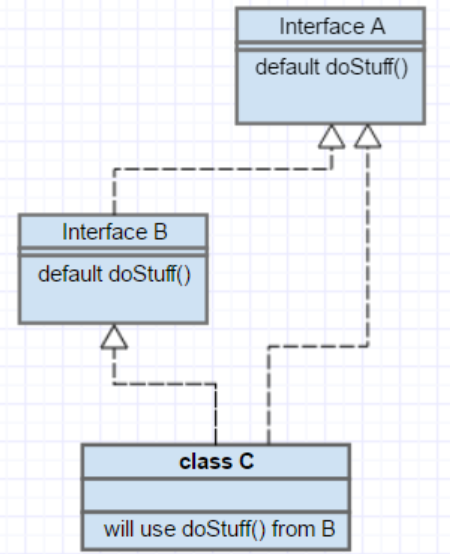 Interface A
default doStuff()
Interface B
default doStuff()
class C
will use doStuff() from B